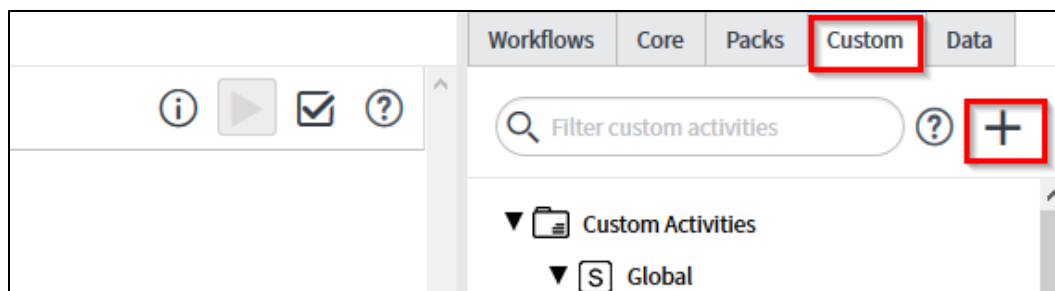 Workflows Core Packs Custom Data
Filter custom activities
Custom Activities
S Global